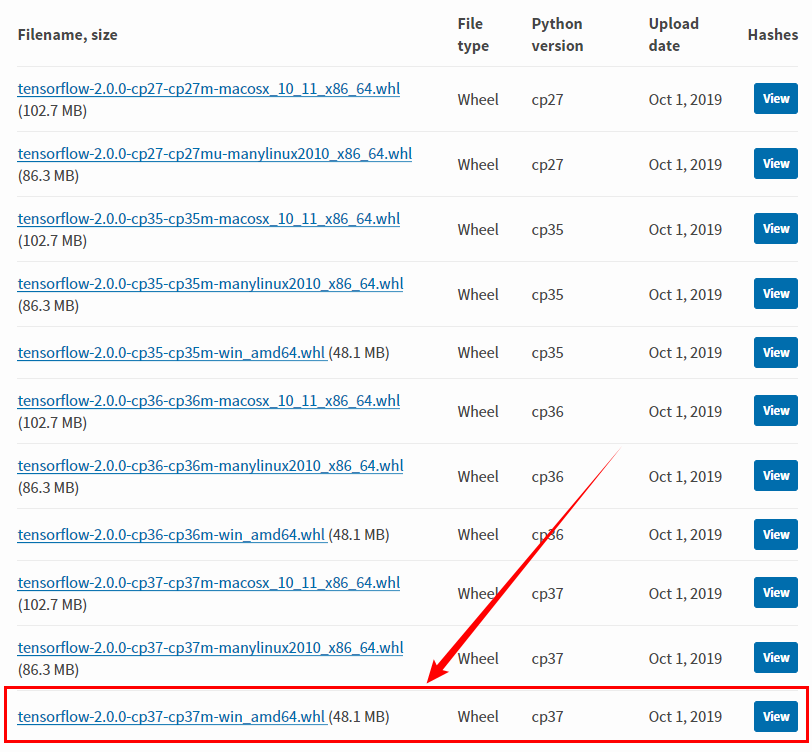 Filename, size File type Python version Upload date Hashes
tensorflow-2.0.0-cp27-cp27m-macosx_10_11_x86_64.whl
(102.7 MB) Wheel cp27 Oct 1, 2019 View
tensorflow-2.0.0-cp27-cp27mu-manylinux2010_x86_64.whl
(86.3 MB) Wheel cp27 Oct 1, 2019 View
tensorflow-2.0.0-cp35-cp35m-macosx_10_11_x86_64.whl
(102.7 MB) Wheel cp35 Oct 1, 2019 View
tensorflow-2.0.0-cp35-cp35m-manylinux2010_x86_64.whl
(86.3 MB) Wheel cp35 Oct 1, 2019 View
tensorflow-2.0.0-cp35-cp35m-win_amd64.whl (48.1 MB) Wheel cp35 Oct 1, 2019 View
tensorflow-2.0.0-cp36-cp36m-macosx_10_11_x86_64.whl
(102.7 MB) Wheel cp36 Oct 1, 2019 View
tensorflow-2.0.0-cp36-cp36m-manylinux2010_x86_64.whl
(86.3 MB) Wheel cp36 Oct 1, 2019 View
tensorflow-2.0.0-cp36-cp36m-win_amd64.whl (48.1 MB) Wheel cp36 Oct 1, 2019 View
tensorflow-2.0.0-cp37-cp37m-macosx_10_11_x86_64.whl
(102.7 MB) Wheel cp37 Oct 1, 2019 View
tensorflow-2.0.0-cp37-cp37m-manylinux2010_x86_64.whl
(86.3 MB) Wheel cp37 Oct 1, 2019 View
tensorflow-2.0.0-cp37-cp37m-win_amd64.whl (48.1 MB) Wheel cp37 Oct 1, 2019 View